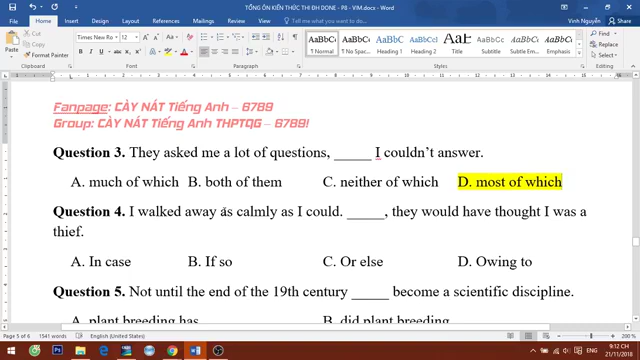 TỔNG ÔN KIẾN THỨC THI ĐH DONE - P8 - VIM.docx - Word
File Home Insert Design Layout References Mailings Review View Tell me what you want to do... Vinh Nguyễn Share
Cut
Copy
Paste Format Painter
Times New Ro 12
Find
Replace
Select
¶ Normal ¶ No Spac... Heading 1 Heading 2 Title Subtitle Subtle Em... Emphasis
Clipboard Font Paragraph Styles Editing
Fanpage: CÀY NÁT Tiếng Anh – 6789
Group: CÀY NÁT Tiếng Anh THPTQG – 6789!
Question 3. They asked me a lot of questions, _____ I couldn't answer.
A. much of which B. both of them C. neither of which D. most of which
Question 4. I walked away as calmly as I could. _____, they would have thought I was a
thief.
A. In case B. If so C. Or else D. Owing to
Question 5. Not until the end of the 19th century _____ become a scientific discipline.
A. plant breeding has B. did plant breeding
Page 5 of 6 1541 words English (United States) 200 %
ENG 9:12 CH
21/11/2018